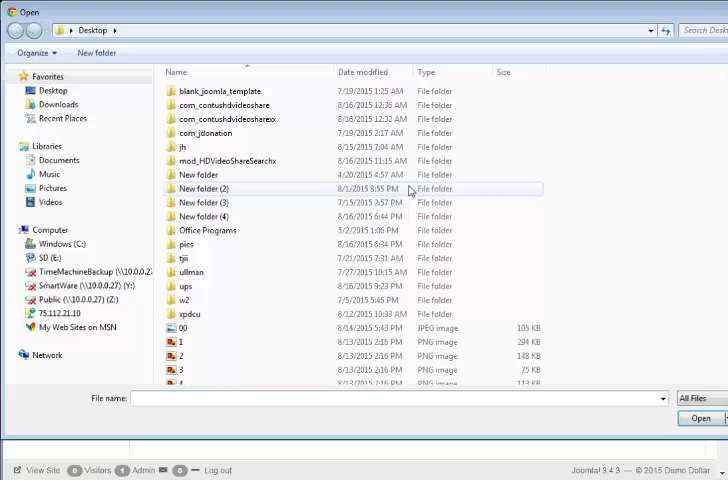 Open
Desktop
Search Desk
Organize New folder
Favorites
Desktop
Downloads
Recent Places
Libraries
Documents
Music
Pictures
Videos
Computer
Windows (C:)
SD (E:)
TimeMachineBackup (\\10.0.0.27)
SmartWare (\\10.0.0.27) (Y:)
Public (\\10.0.0.27) (Z:)
75.112.21.10
My Web Sites on MSN
Network
Name Date modified Type Size
blank_joomla_template 7/19/2015 1:25 AM File folder
com_contushdvideoshare 8/16/2015 12:36 AM File folder
com_contushdvideosharexx 8/16/2015 12:32 AM File folder
com_jdonation 7/19/2015 2:17 AM File folder
jh 8/15/2015 7:04 AM File folder
mod_HDVideoShareSearchx 8/16/2015 11:15 AM File folder
New folder 4/20/2015 4:57 AM File folder
New folder (2) 8/1/2015 8:55 PM File folder
New folder (3) 7/15/2015 2:57 PM File folder
New folder (4) 8/16/2015 6:44 PM File folder
Office Programs 5/2/2015 1:06 PM File folder
pics 8/16/2015 6:34 PM File folder
tjii 7/21/2015 7:31 AM File folder
ullman 7/27/2015 10:15 AM File folder
ups 8/16/2015 9:23 PM File folder
w2 7/5/2015 5:45 PM File folder
xpdcu 8/12/2015 10:33 AM File folder
00 8/14/2015 5:43 PM JPEG image 105 KB
1 8/13/2015 2:16 PM PNG image 294 KB
2 8/13/2015 2:16 PM PNG image 148 KB
3 8/13/2015 2:16 PM PNG image 75 KB
4 8/13/2015 2:16 PM PNG image 113 KB
File name: All Files
Open
View Site 0 Visitors 1 Admin 0 Log out Joomla! 3.4.3 — © 2015 Demo Dollar